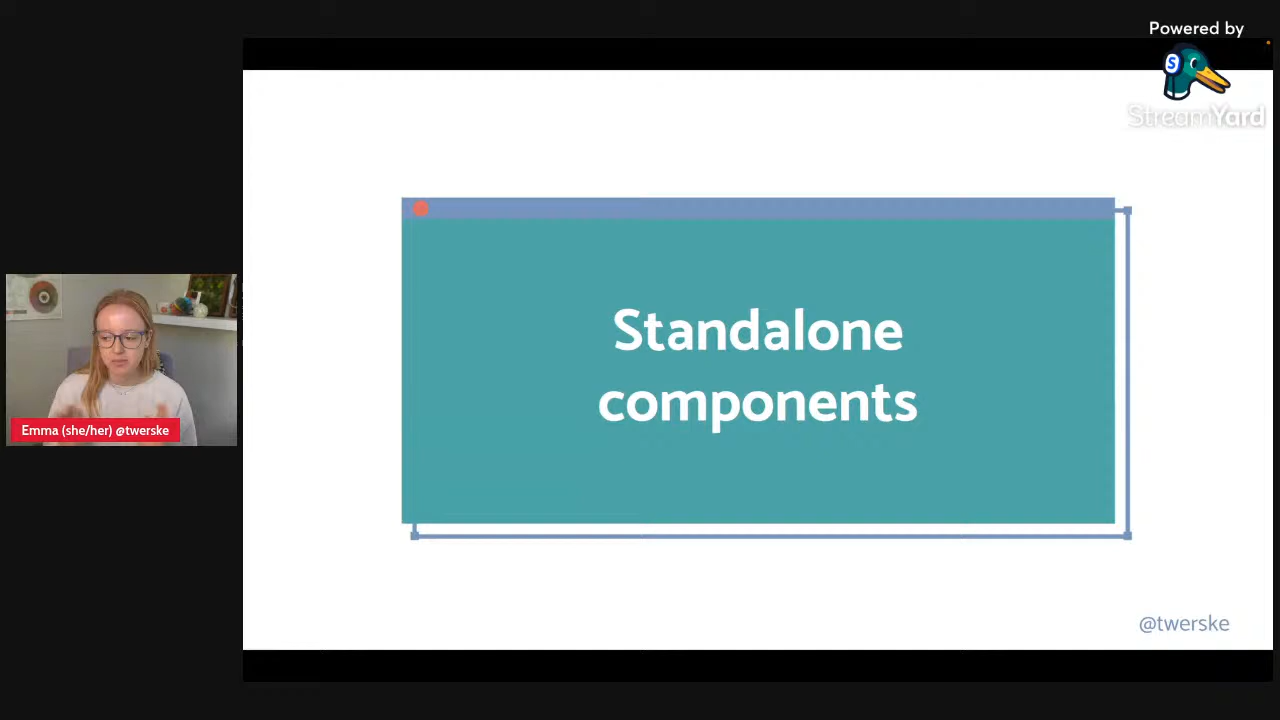 Powered by
S
StreamYard
Standalone
components
Emma (she/her) @twerske
@twerske